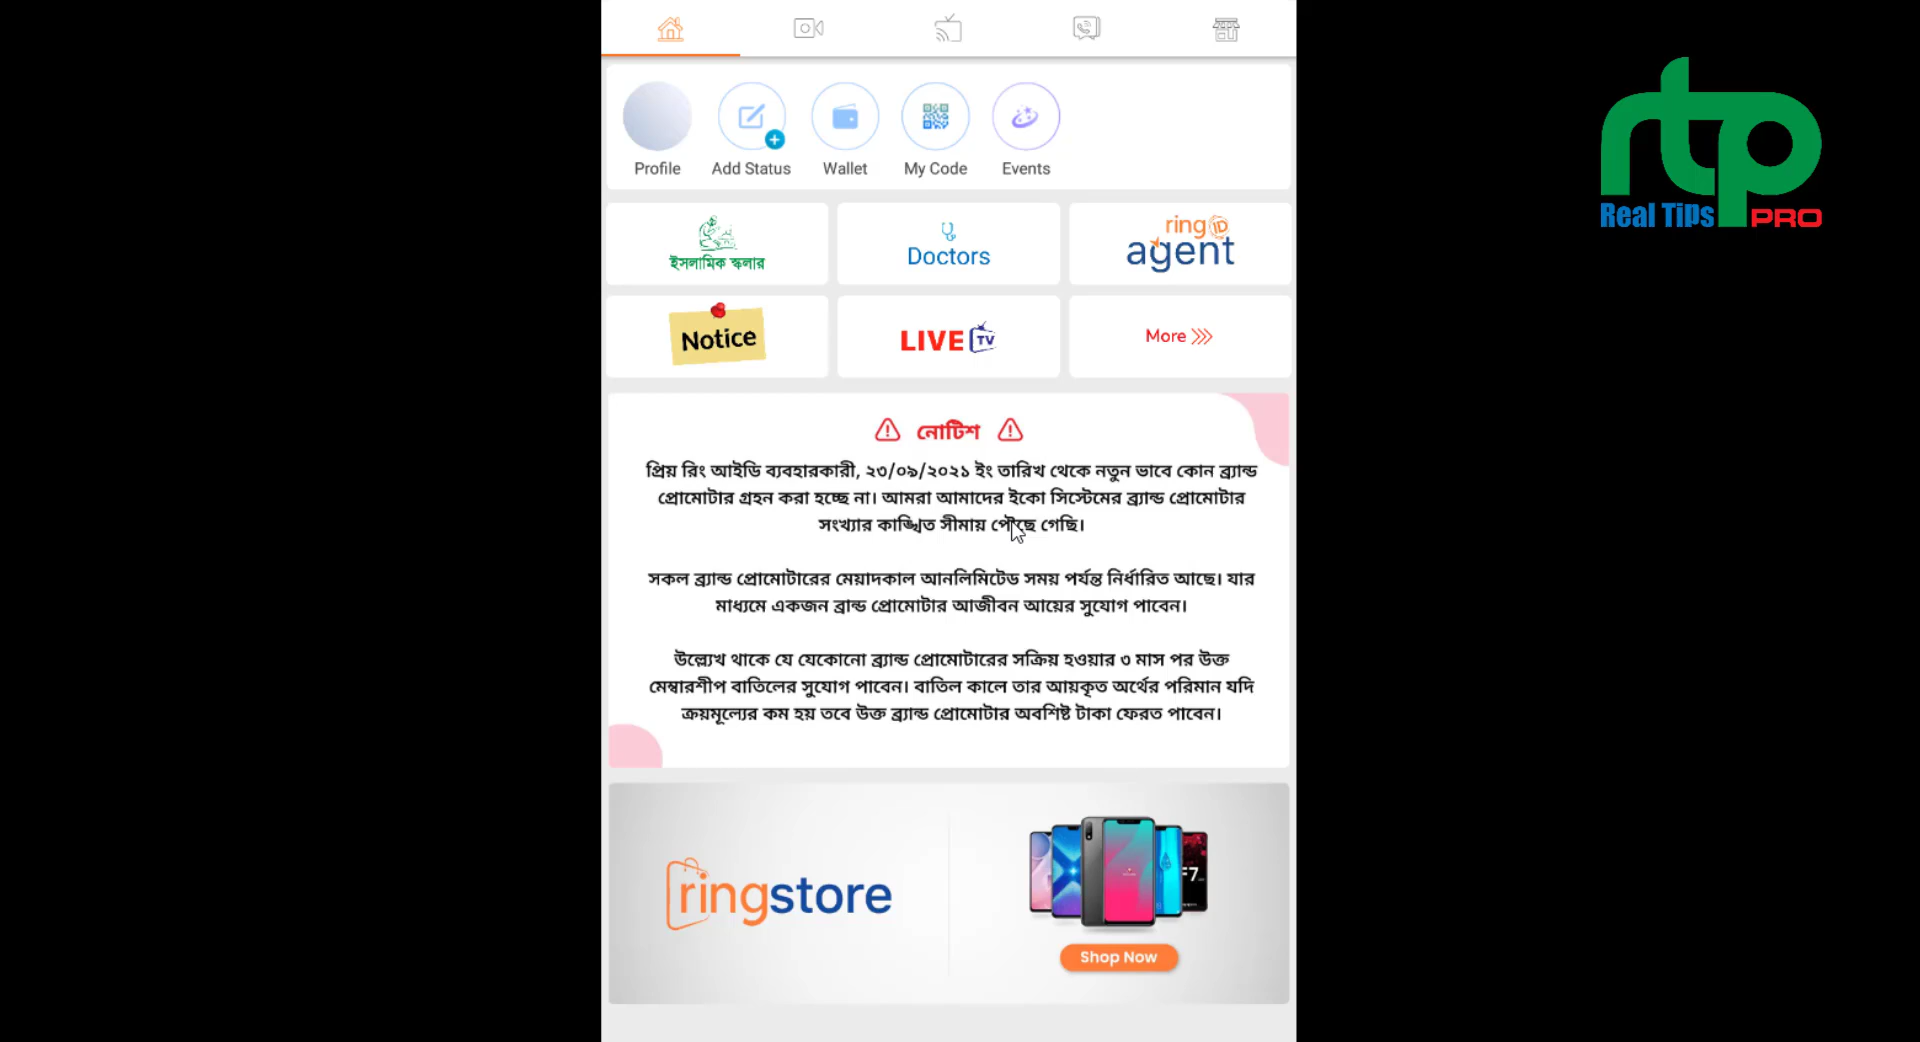 Profile
Add Status
Wallet
My Code
Events
ইসলামিক স্কলার
Doctors
ring ID
agent
Notice
LIVE TV
More
নোটিশ
প্রিয় রিং আইডি ব্যবহারকারী, ২৩/০৯/২০২১ ইং তারিখ থেকে নতুন ভাবে কোন ব্র্যান্ড
প্রোমোটার গ্রহন করা হচ্ছে না। আমরা আমাদের ইকো সিস্টেমের ব্র্যান্ড প্রোমোটার
সংখ্যার কাঙ্খিত সীমায় পৌঁছে গেছি।
সকল ব্র্যান্ড প্রোমোটারের মেয়াদকাল আনলিমিটেড সময় পর্যন্ত নির্ধারিত আছে। যার
মাধ্যমে একজন ব্রান্ড প্রোমোটার আজীবন আয়ের সুযোগ পাবেন।
উল্ল্যেখ থাকে যে যেকোনো ব্র্যান্ড প্রোমোটারের সক্রিয় হওয়ার ৩ মাস পর উক্ত
মেম্বারশীপ বাতিলের সুযোগ পাবেন। বাতিল কালে তার আয়কৃত অর্থের পরিমান যদি
ক্রয়মূল্যের কম হয় তবে উক্ত ব্র্যান্ড প্রোমোটার অবশিষ্ট টাকা ফেরত পাবেন।
ringstore
F7
Shop Now
rtp
Real Tips PRO